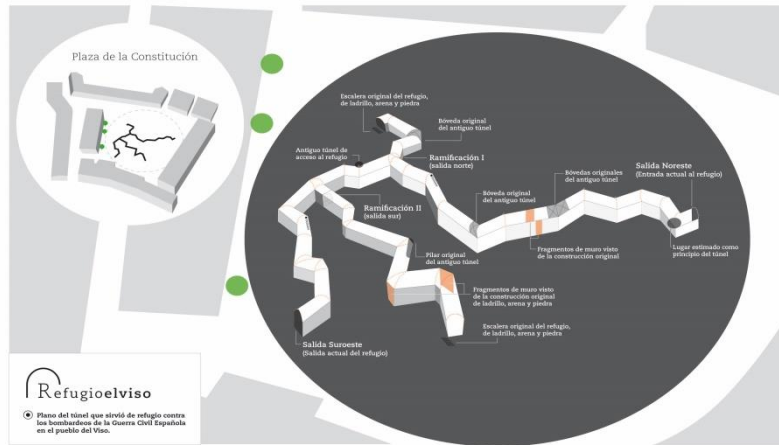 Plaza de la Constitución
Escalera original del refugio,
de ladrillo, arena y piedra
Bóveda original
del antiguo túnel
Antiguo túnel de
acceso al refugio
Ramificación I
(salida norte)
Ramificación II
(salida sur)
Bóveda original
del antiguo túnel
Bóvedas originales
del antiguo túnel
Salida Noreste
(Entrada actual al refugio)
Pilar original
del antiguo túnel
Fragmentos de muro visto
de la construcción original
Lugar estimado como
principio del túnel
Fragmentos de muro visto
de la construcción original
de ladrillo, arena y piedra
Salida Suroeste
(Salida actual del refugio)
Escalera original del refugio,
de ladrillo, arena y piedra
Refugioelviso
Plano del túnel que sirvió de refugio contra
los bombardeos de la Guerra Civil Española
en el pueblo del Viso.